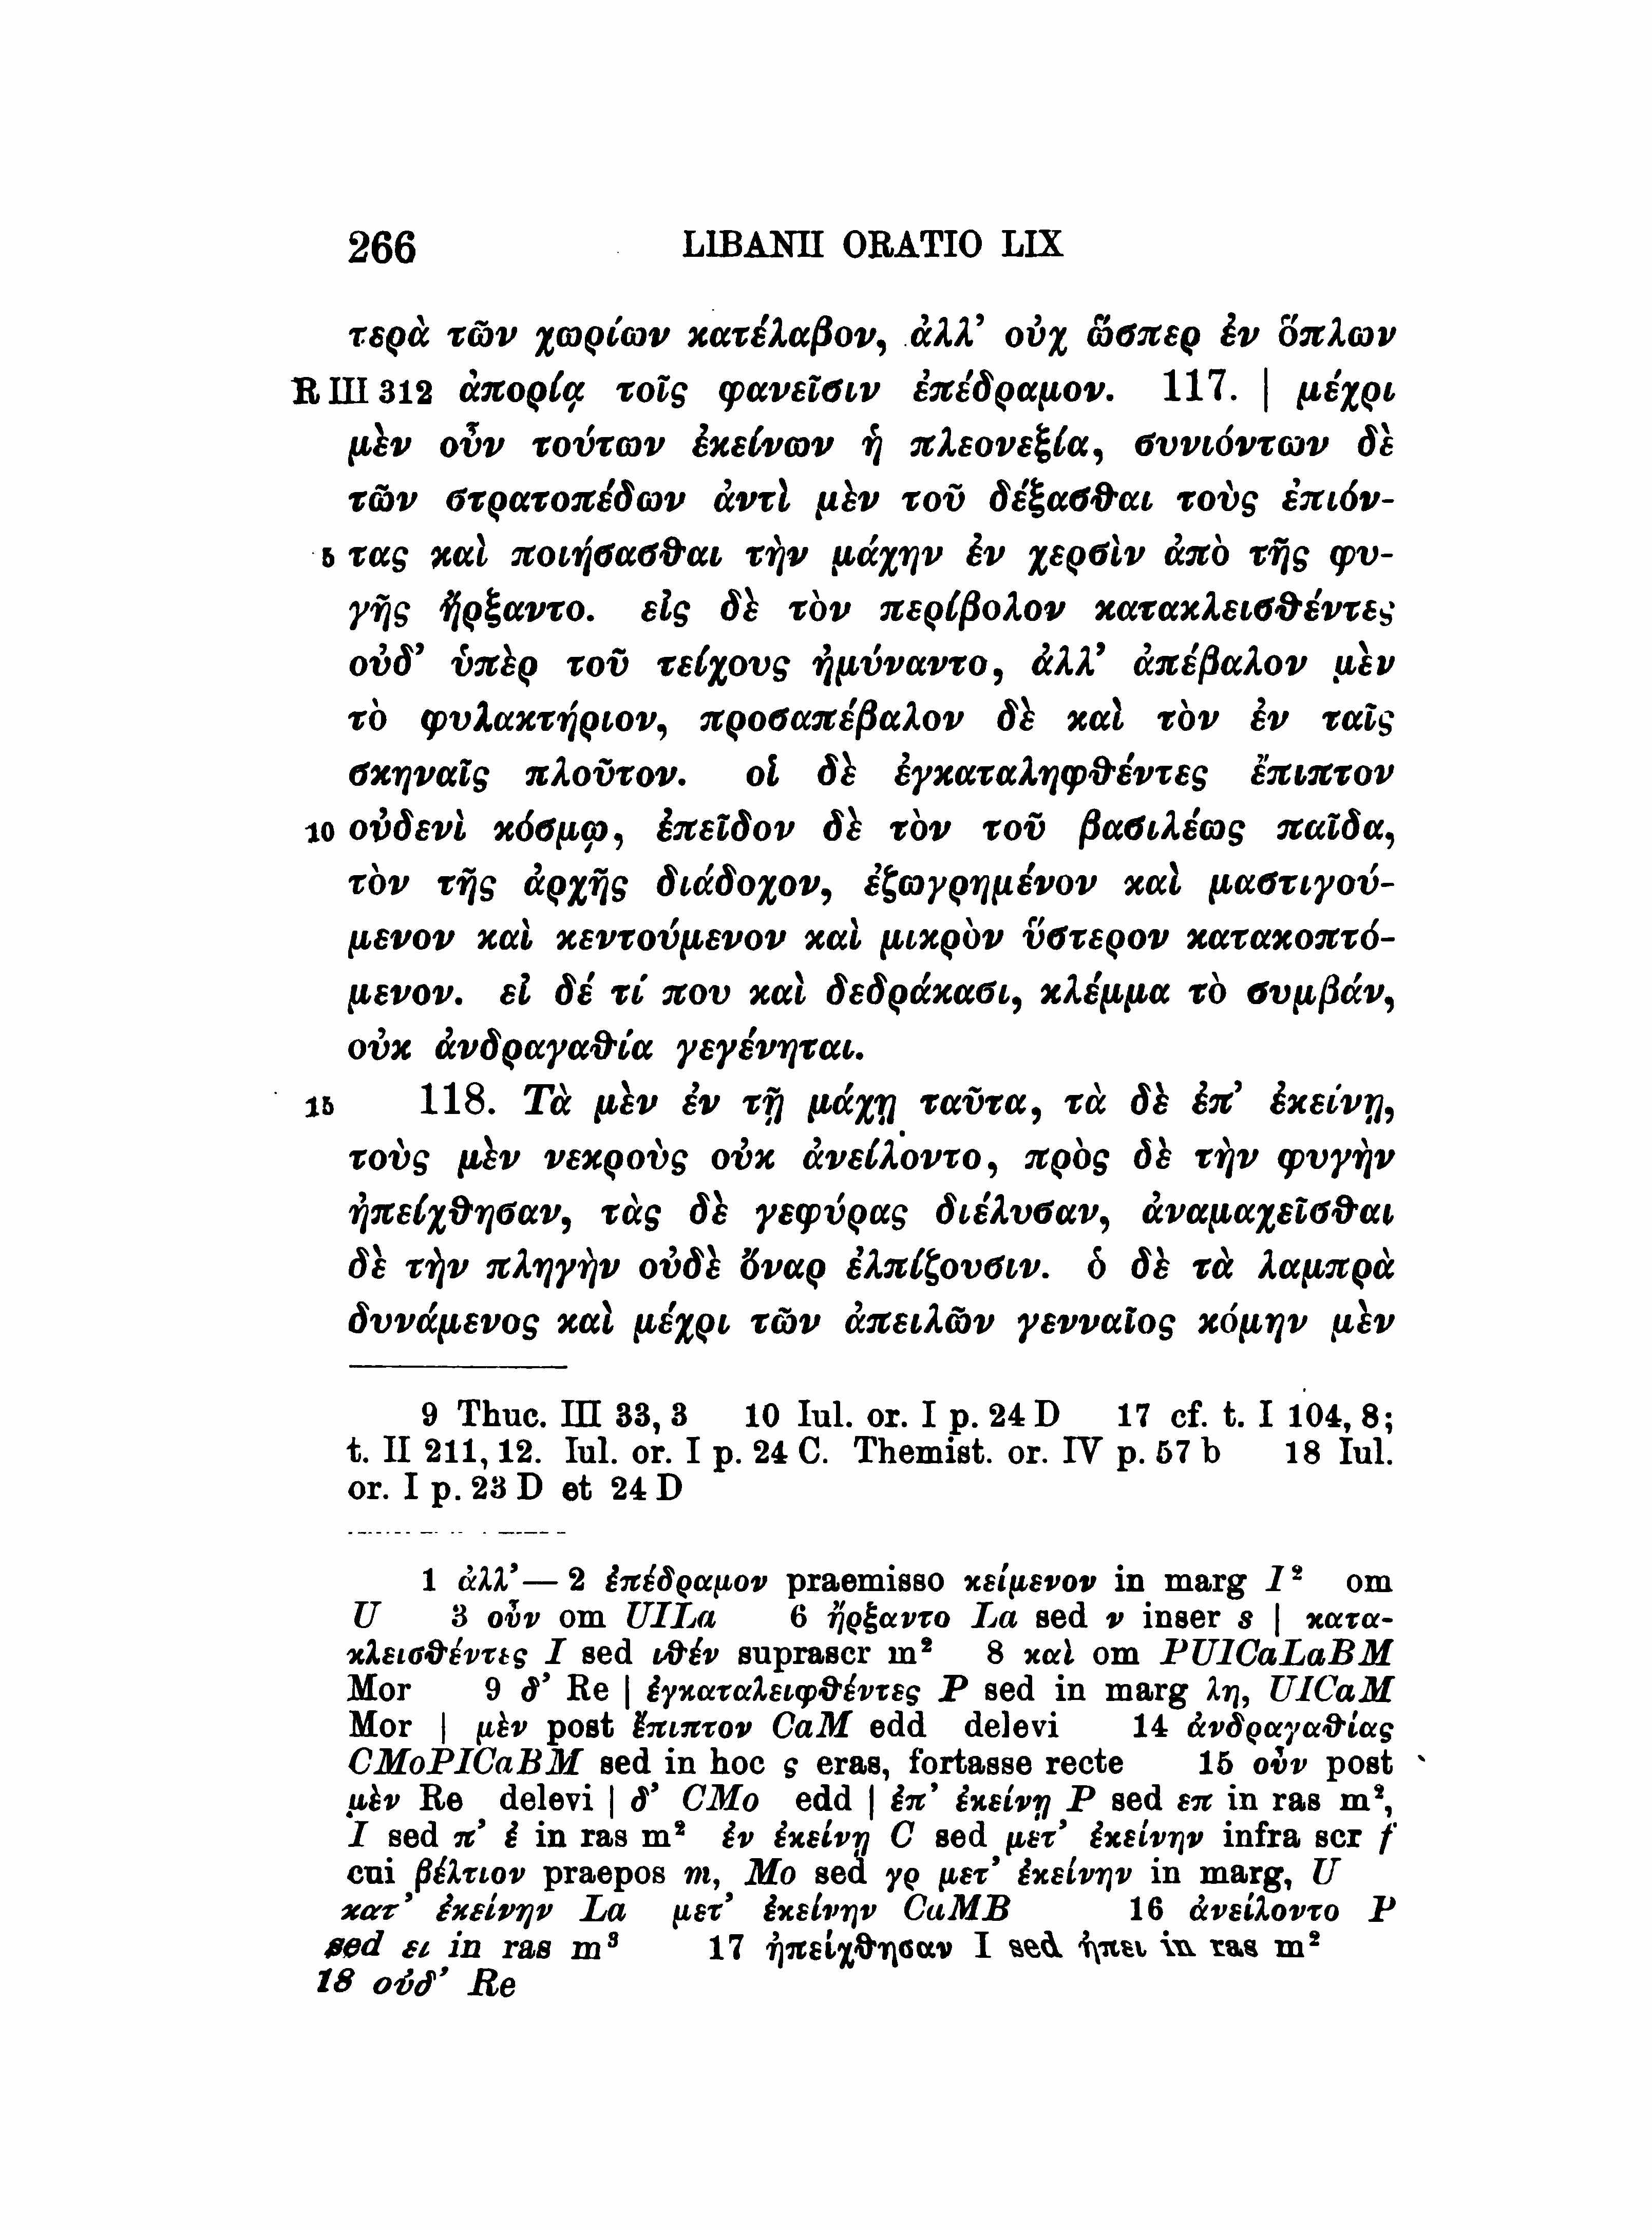 266 LIBANII ORATIO LIX
τερὰ τῶν χωρίων κατέλαβον, ἀλλ’ οὐχ ὥσπερ ἐν ὅπλων
R III 312 ἀπορίᾳ τοῖς φανεῖσιν ἐπέδραμον. 117. | μέχρι
μὲν οὖν τούτων ἐκείνων ἡ πλεονεξία, συνιόντων δὲ
τῶν στρατοπέδων ἀντὶ μὲν τοῦ δέξασθαι τοὺς ἐπιόν-
5 τας καὶ ποιήσασθαι τὴν μάχην ἐν χερσὶν ἀπὸ τῆς φυ-
γῆς ἤρξαντο. εἰς δὲ τὸν περίβολον κατακλεισθέντες
οὐδ’ ὑπὲρ τοῦ τείχους ἠμύναντο, ἀλλ’ ἀπέβαλον μὲν
τὸ φυλακτήριον, προσαπέβαλον δὲ καὶ τὸν ἐν ταῖς
σκηναῖς πλοῦτον. οἱ δὲ ἐγκαταληφθέντες ἔπιπτον
10 οὐδενὶ κόσμῳ, ἐπεῖδον δὲ τὸν τοῦ βασιλέως παῖδα,
τὸν τῆς ἀρχῆς διάδοχον, ἐζωγρημένον καὶ μαστιγού-
μενον καὶ κεντούμενον καὶ μικρὸν ὕστερον κατακοπτό-
μενον. εἰ δέ τί που καὶ δεδράκασι, κλέμμα τὸ συμβάν,
οὐκ ἀνδραγαθία γεγένηται.
15 118. Τὰ μὲν ἐν τῇ μάχῃ ταῦτα, τὰ δὲ ἐπ’ ἐκείνῃ,
τοὺς μὲν νεκροὺς οὐκ ἀνείλοντο, πρὸς δὲ τὴν φυγὴν
ἠπείχθησαν, τὰς δὲ γεφύρας διέλυσαν, ἀναμαχεῖσθαι
δὲ τὴν πληγὴν οὐδὲ ὄναρ ἐλπίζουσιν. ὁ δὲ τὰ λαμπρὰ
δυνάμενος καὶ μέχρι τῶν ἀπειλῶν γενναῖος κόμην μὲν
9 Thuc. III 33, 3 10 Iul. or. I p. 24 D 17 cf. t. I 104, 8;
t. II 211, 12. Iul. or. I p. 24 C. Themist. or. IV p. 57 b 18 Iul.
or. I p. 23 D et 24 D
1 ἀλλ’ — 2 ἐπέδραμον praemisso κείμενον in marg I² om
U 3 οὖν om UILa 6 ἤρξαντο La sed ν inser s | κατα-
κλεισθέντες I sed ιθέν suprascr m² 8 καὶ om PUICaLaBM
Mor 9 δ’ Re | ἐγκαταλειφθέντες P sed in marg λη, UICaM
Mor | μὲν post ἔπιπτον CaM edd delevi 14 ἀνδραγαθίας
CMoPICaBM sed in hoc ς eras, fortasse recte 15 οὖν post
μὲν Re delevi | δ’ CMo edd | ἐπ’ ἐκείνῃ P sed επ in ras m²,
I sed π’ ἐ in ras m² ἐν ἐκείνῃ C sed μετ’ ἐκείνην infra scr f
cui βέλτιον praepos m, Mo sed γρ μετ’ ἐκείνην in marg, U
κατ’ ἐκείνην La μετ’ ἐκείνην CaMB 16 ἀνείλοντο P
sed ει in ras m³ 17 ἠπείχθησαν I sed ἠπει in ras m²
18 οὐδ’ Re